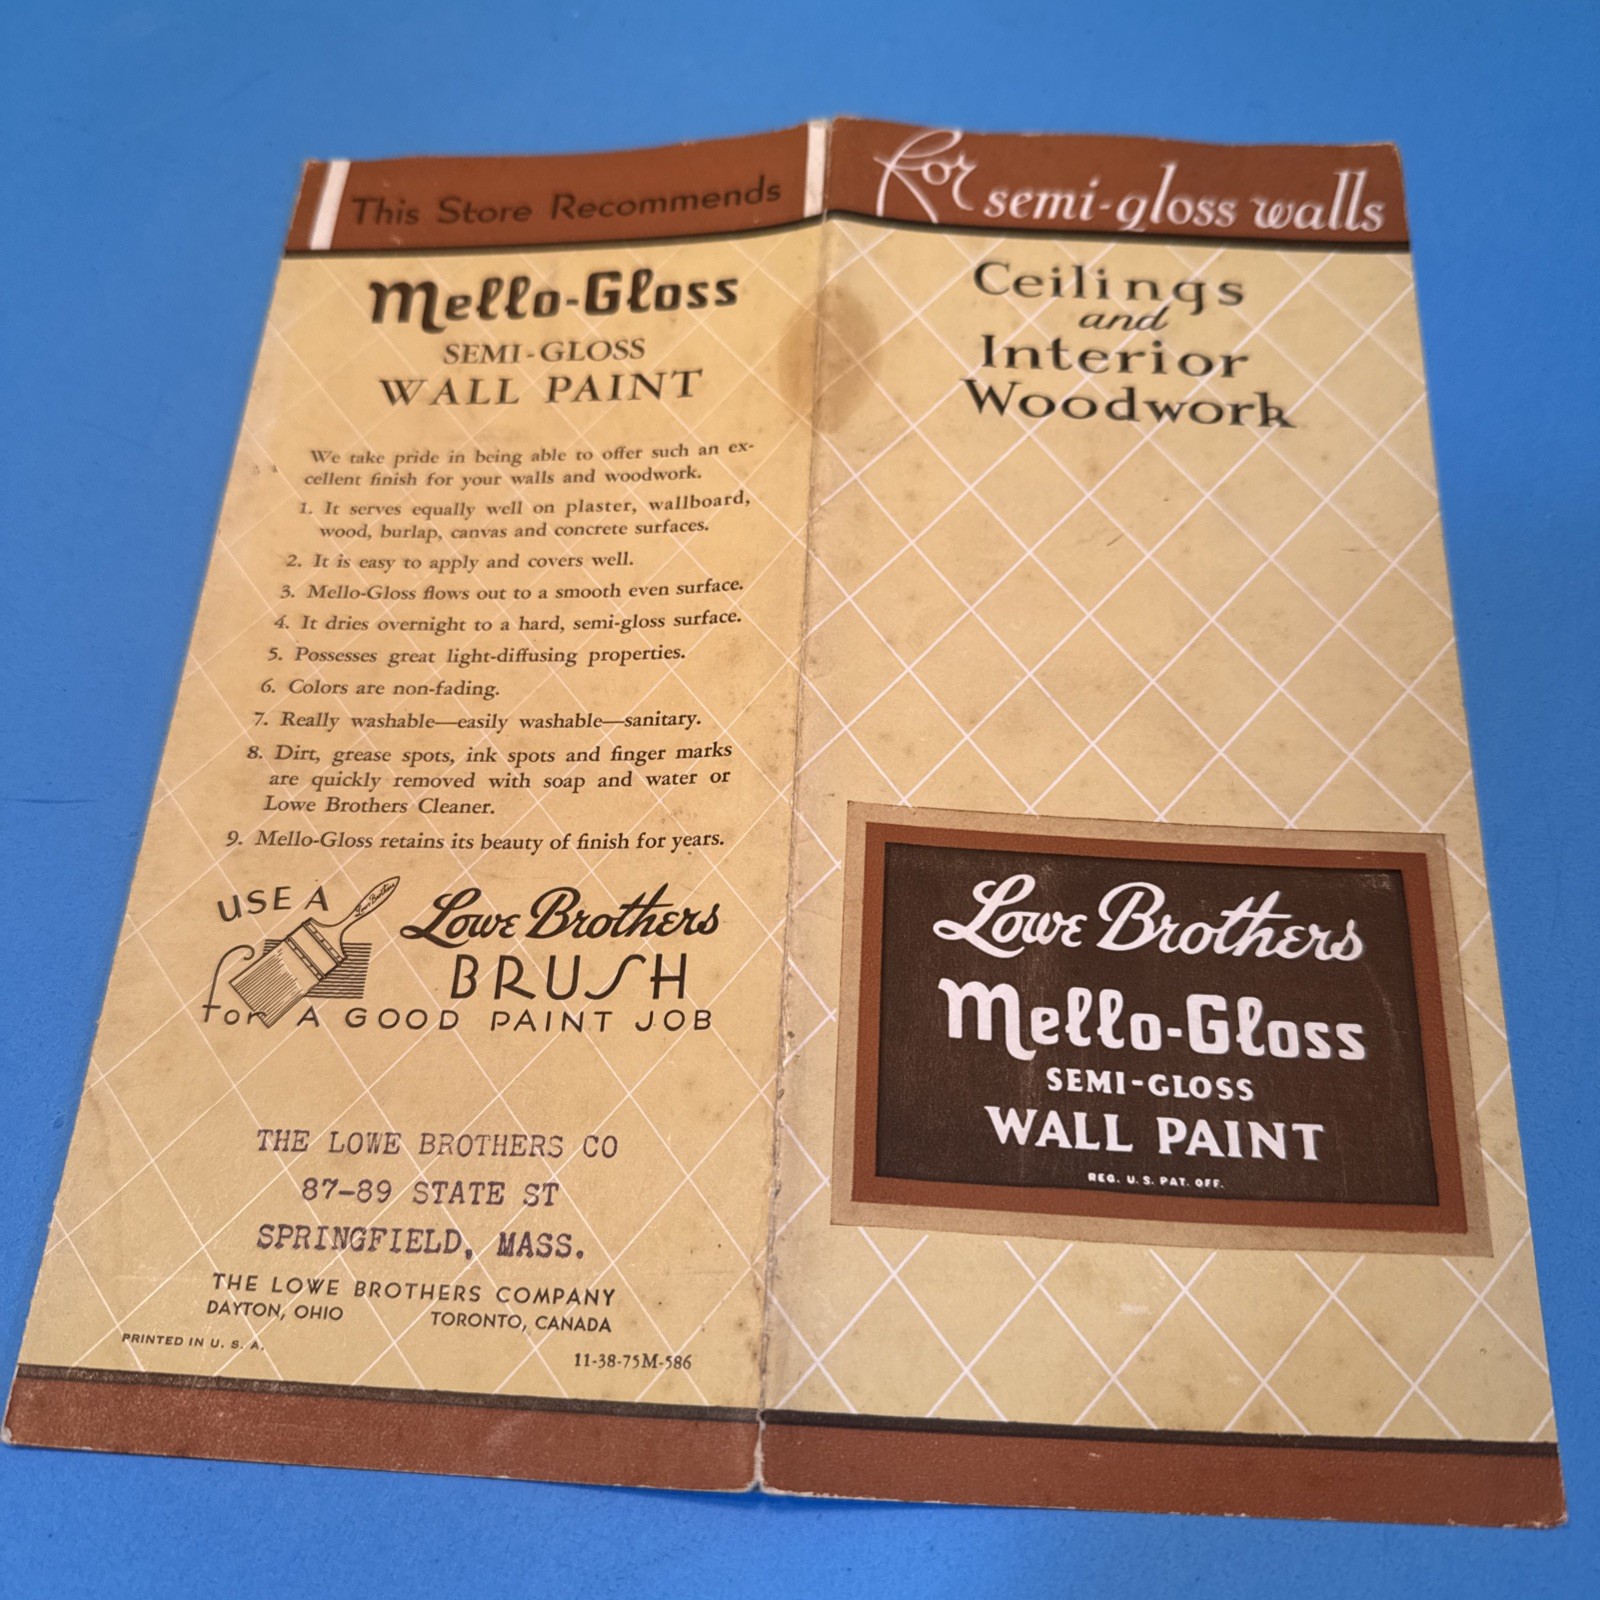 This Store Recommends
Mello-Gloss
SEMI-GLOSS
WALL PAINT
We take pride in being able to offer such an ex-
cellent finish for your walls and woodwork.
1. It serves equally well on plaster, wallboard,
wood, burlap, canvas and concrete surfaces.
2. It is easy to apply and covers well.
3. Mello-Gloss flows out to a smooth even surface.
4. It dries overnight to a hard, semi-gloss surface.
5. Possesses great light-diffusing properties.
6. Colors are non-fading.
7. Really washable—easily washable—sanitary.
8. Dirt, grease spots, ink spots and finger marks
are quickly removed with soap and water or
Lowe Brothers Cleaner.
9. Mello-Gloss retains its beauty of finish for years.
USE A
Lowe Brothers
Lowe Brothers
BRUSH
for A GOOD PAINT JOB
THE LOWE BROTHERS CO
87-89 STATE ST
SPRINGFIELD, MASS.
THE LOWE BROTHERS COMPANY
DAYTON, OHIO TORONTO, CANADA
PRINTED IN U. S. A.
11-38-75M-586
for semi-gloss walls
Ceilings
and
Interior
Woodwork
Lowe Brothers
Mello-Gloss
SEMI-GLOSS
WALL PAINT
REG. U. S. PAT. OFF.